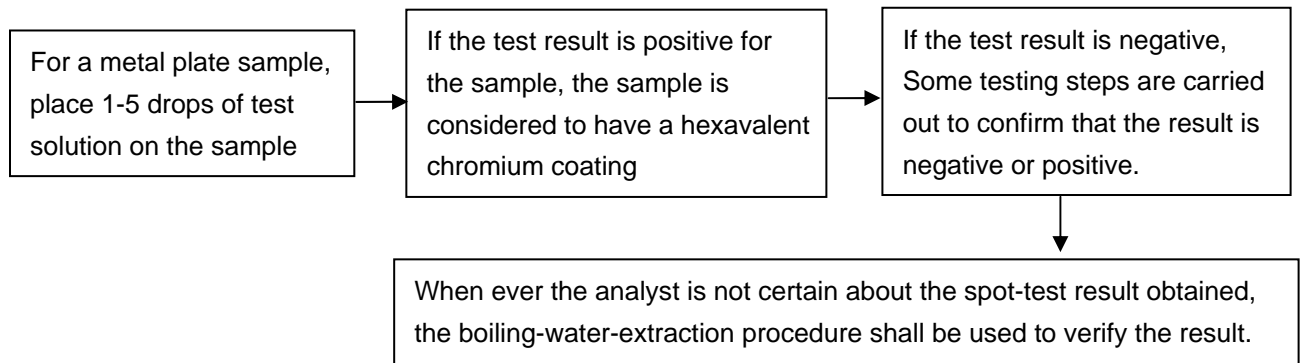 For a metal plate sample,
place 1-5 drops of test
solution on the sample
If the test result is positive for
the sample, the sample is
considered to have a hexavalent
chromium coating
If the test result is negative,
Some testing steps are carried
out to confirm that the result is
negative or positive.
When ever the analyst is not certain about the spot-test result obtained,
the boiling-water-extraction procedure shall be used to verify the result.